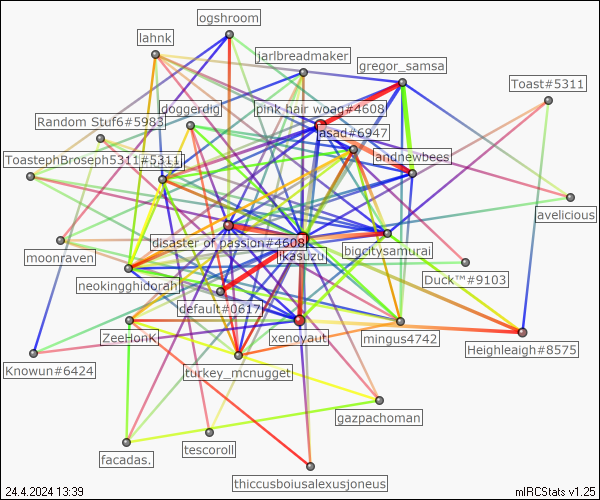 ogshroom
lahnk
jarlbreadmaker
gregor_samsa
Toast#5311
doggerdig
pink hair woag#4608
Random Stuf6#5983
asad#6947
ToastephBroseph5311#5311
andnewbees
avelicious
disaster of passion#4608
moonraven
ikasuzu
bigcitysamurai
Duck™#9103
neokingghidorah
default#0617
ZeeHonK
xenovaut
mingus4742
Heighleigh#8575
Knowun#6424
turkey_mcnugget
gazpachoman
facadas.
tescoroll
thiccusboiusalexusjoneus
24.4.2024 13:39
mIRCStats v1.25